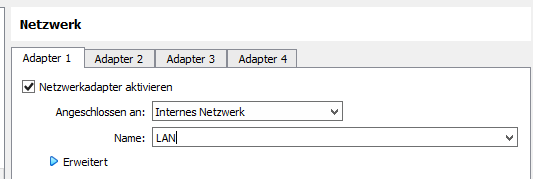 Netzwerk
Adapter 1 Adapter 2 Adapter 3 Adapter 4
Netzwerkadapter aktivieren
Angeschlossen an: Internes Netzwerk
Name: LAN
Erweitert